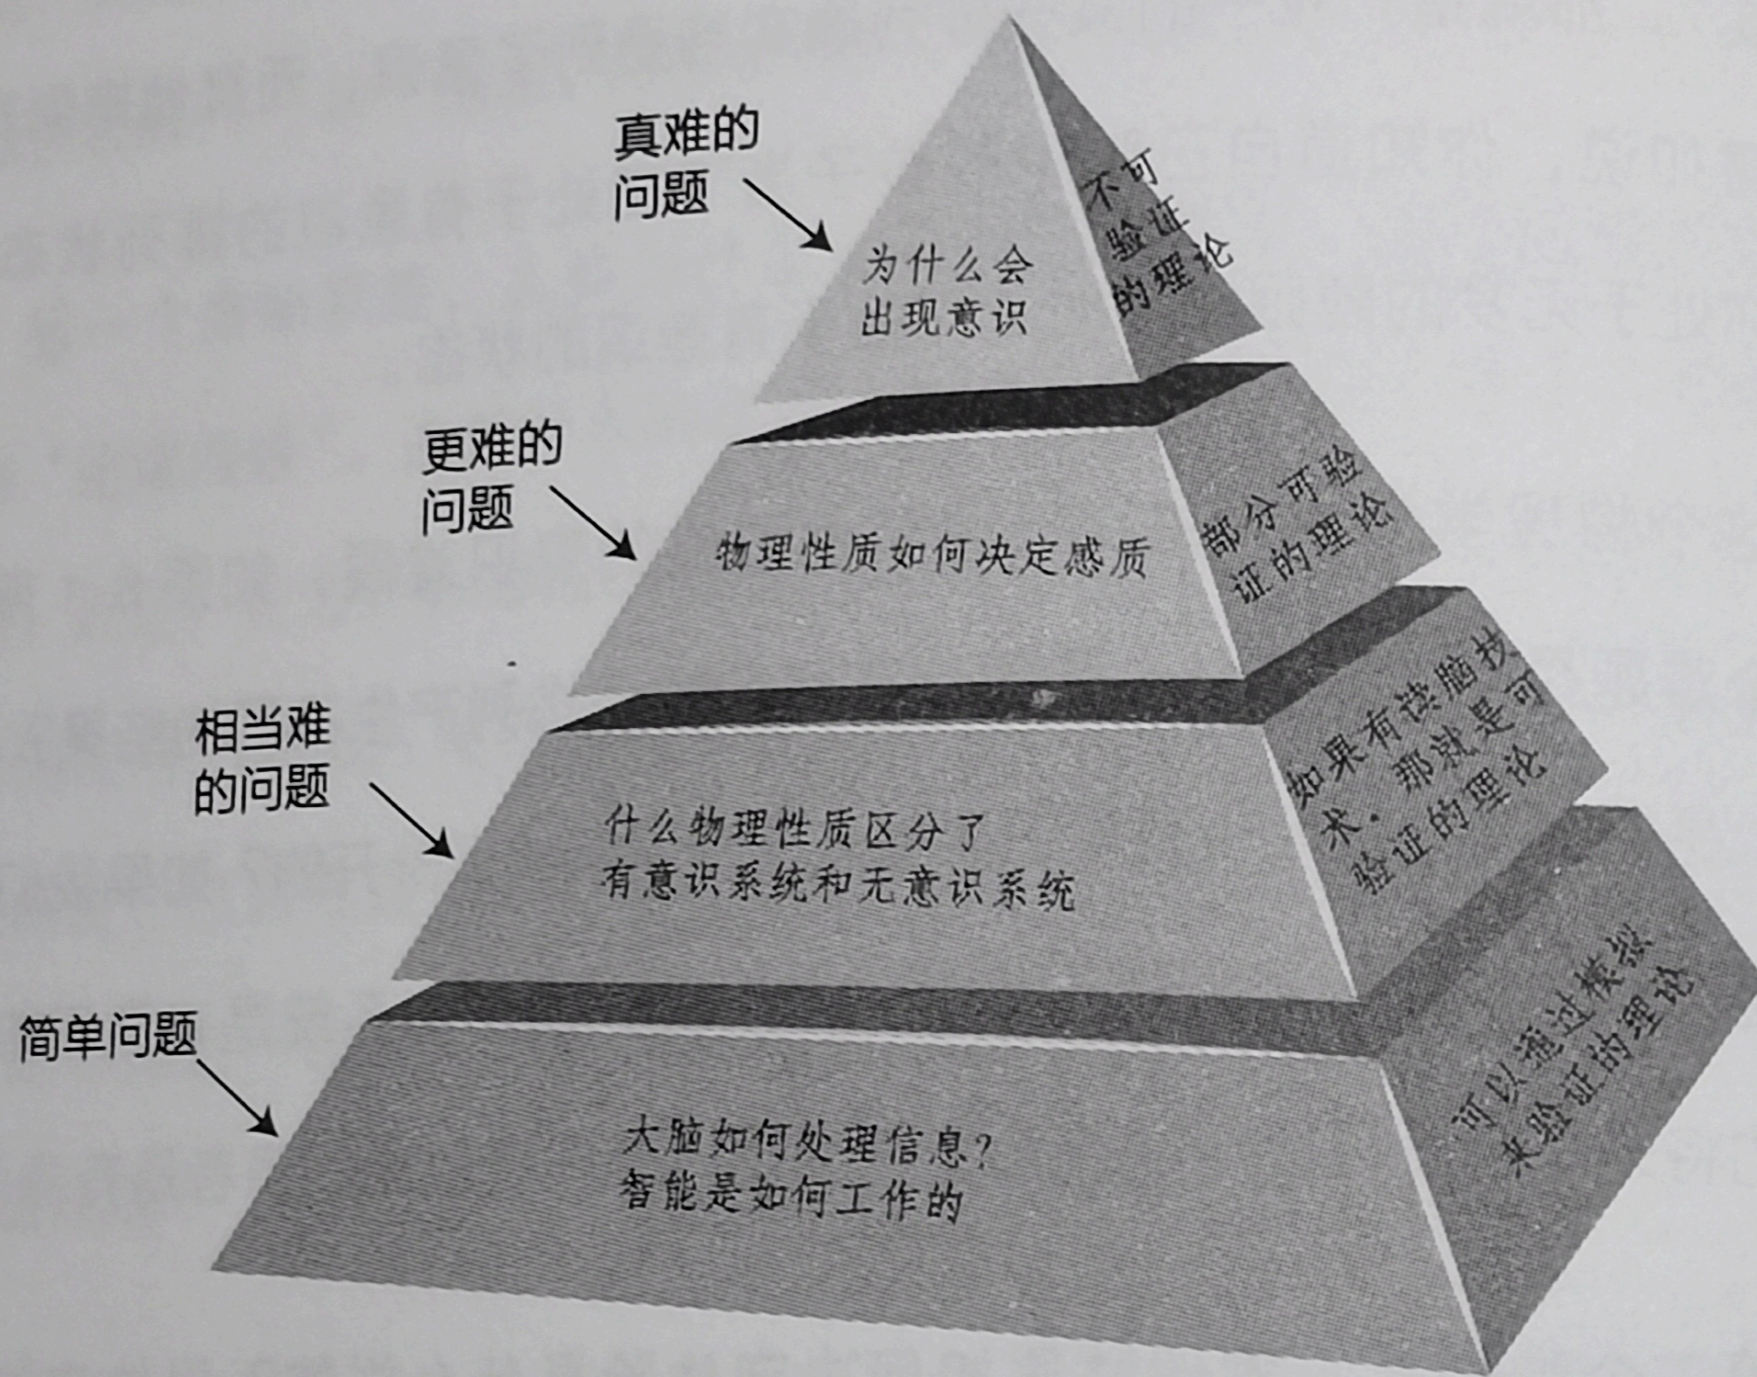 真难的
问题
为什么会
出现意识
不可
验证
的理论
更难的
问题
物理性质如何决定感质
部分可验
证的理论
相当难
的问题
什么物理性质区分了
有意识系统和无意识系统
如果有读脑技
术，那就是可
验证的理论
简单问题
大脑如何处理信息？
智能是如何工作的
可以通过模拟
来验证的理论